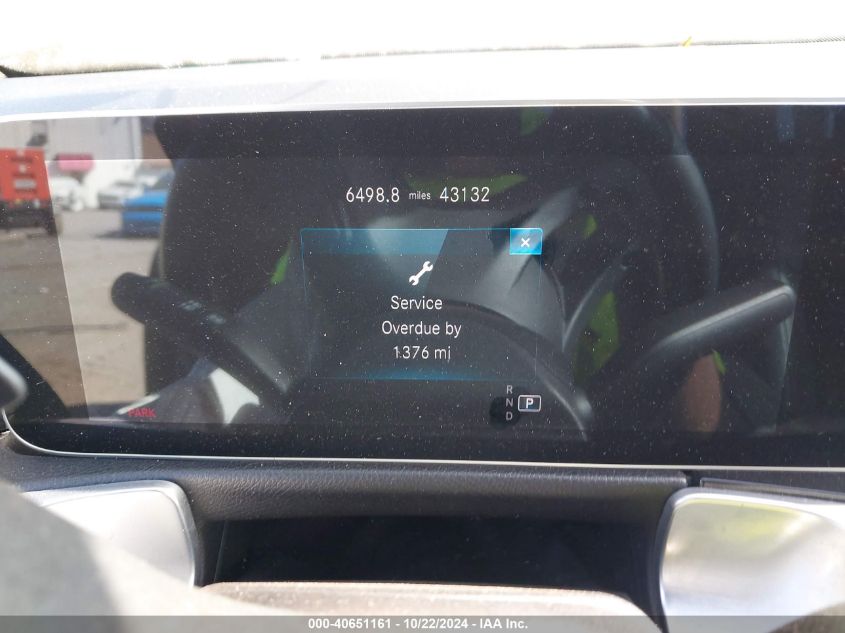 6498.8 miles 43132
Service
Overdue by
1376 mi
R
N P
D
PARK
000-40651161 - 10/22/2024 - IAA Inc.